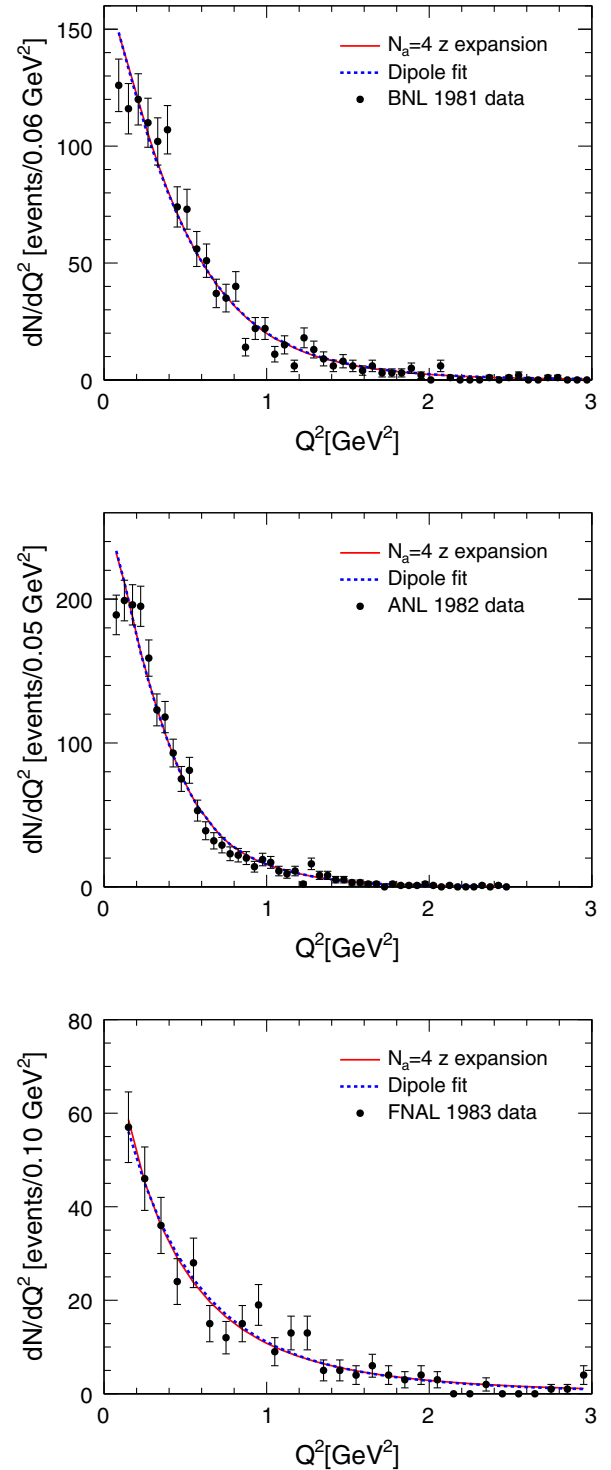 dN/dQ² [events/0.06 GeV²]
150
100
50
0
Nₐ=4 z expansion
Dipole fit
BNL 1981 data
0 1 2 3
Q²[GeV²]
dN/dQ² [events/0.05 GeV²]
200
100
0
Nₐ=4 z expansion
Dipole fit
ANL 1982 data
0 1 2 3
Q²[GeV²]
dN/dQ² [events/0.10 GeV²]
80
60
40
20
0
Nₐ=4 z expansion
Dipole fit
FNAL 1983 data
0 1 2 3
Q²[GeV²]